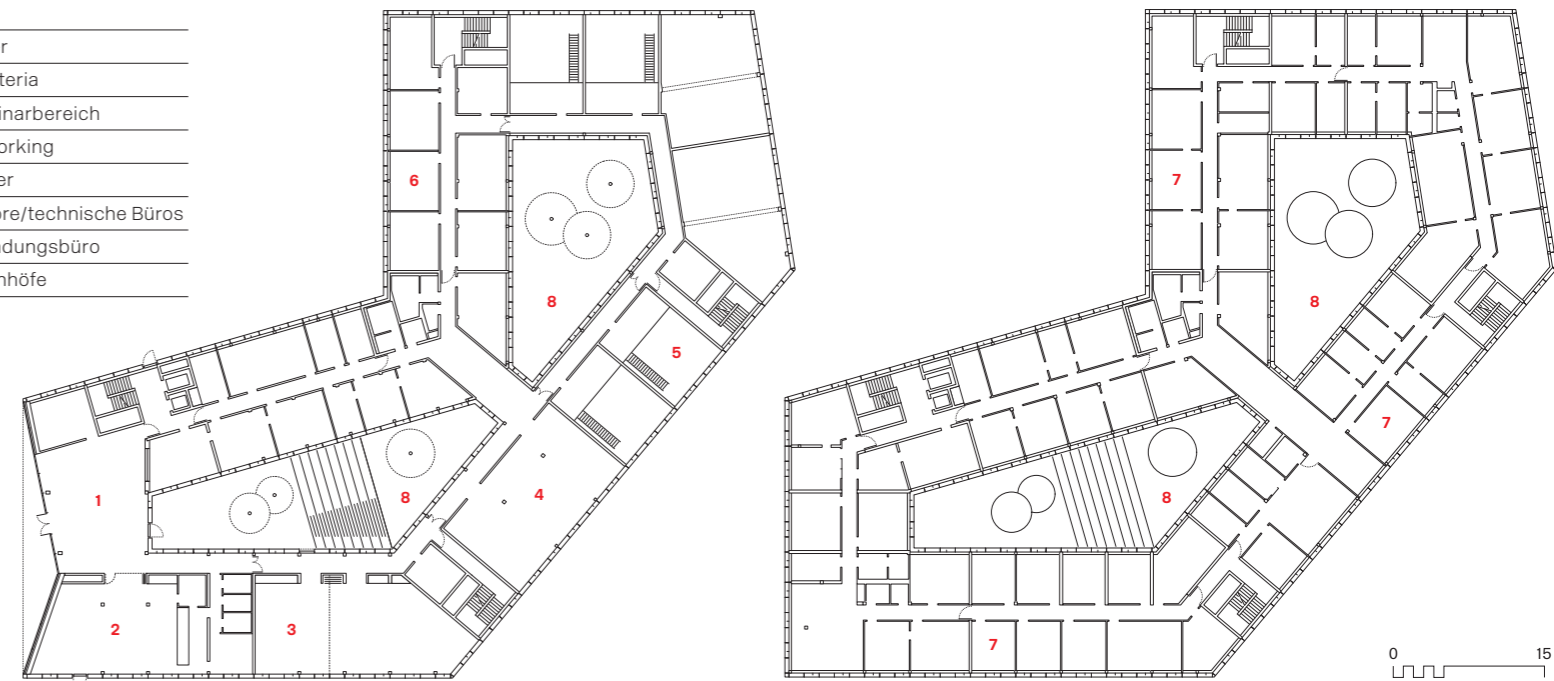 r
teria
inarbereich
orking
er
ore/technische Büros
ndungsbüro
nhöfe
6
8
5
1
8
4
2
3
7
8
7
8
7
0 15